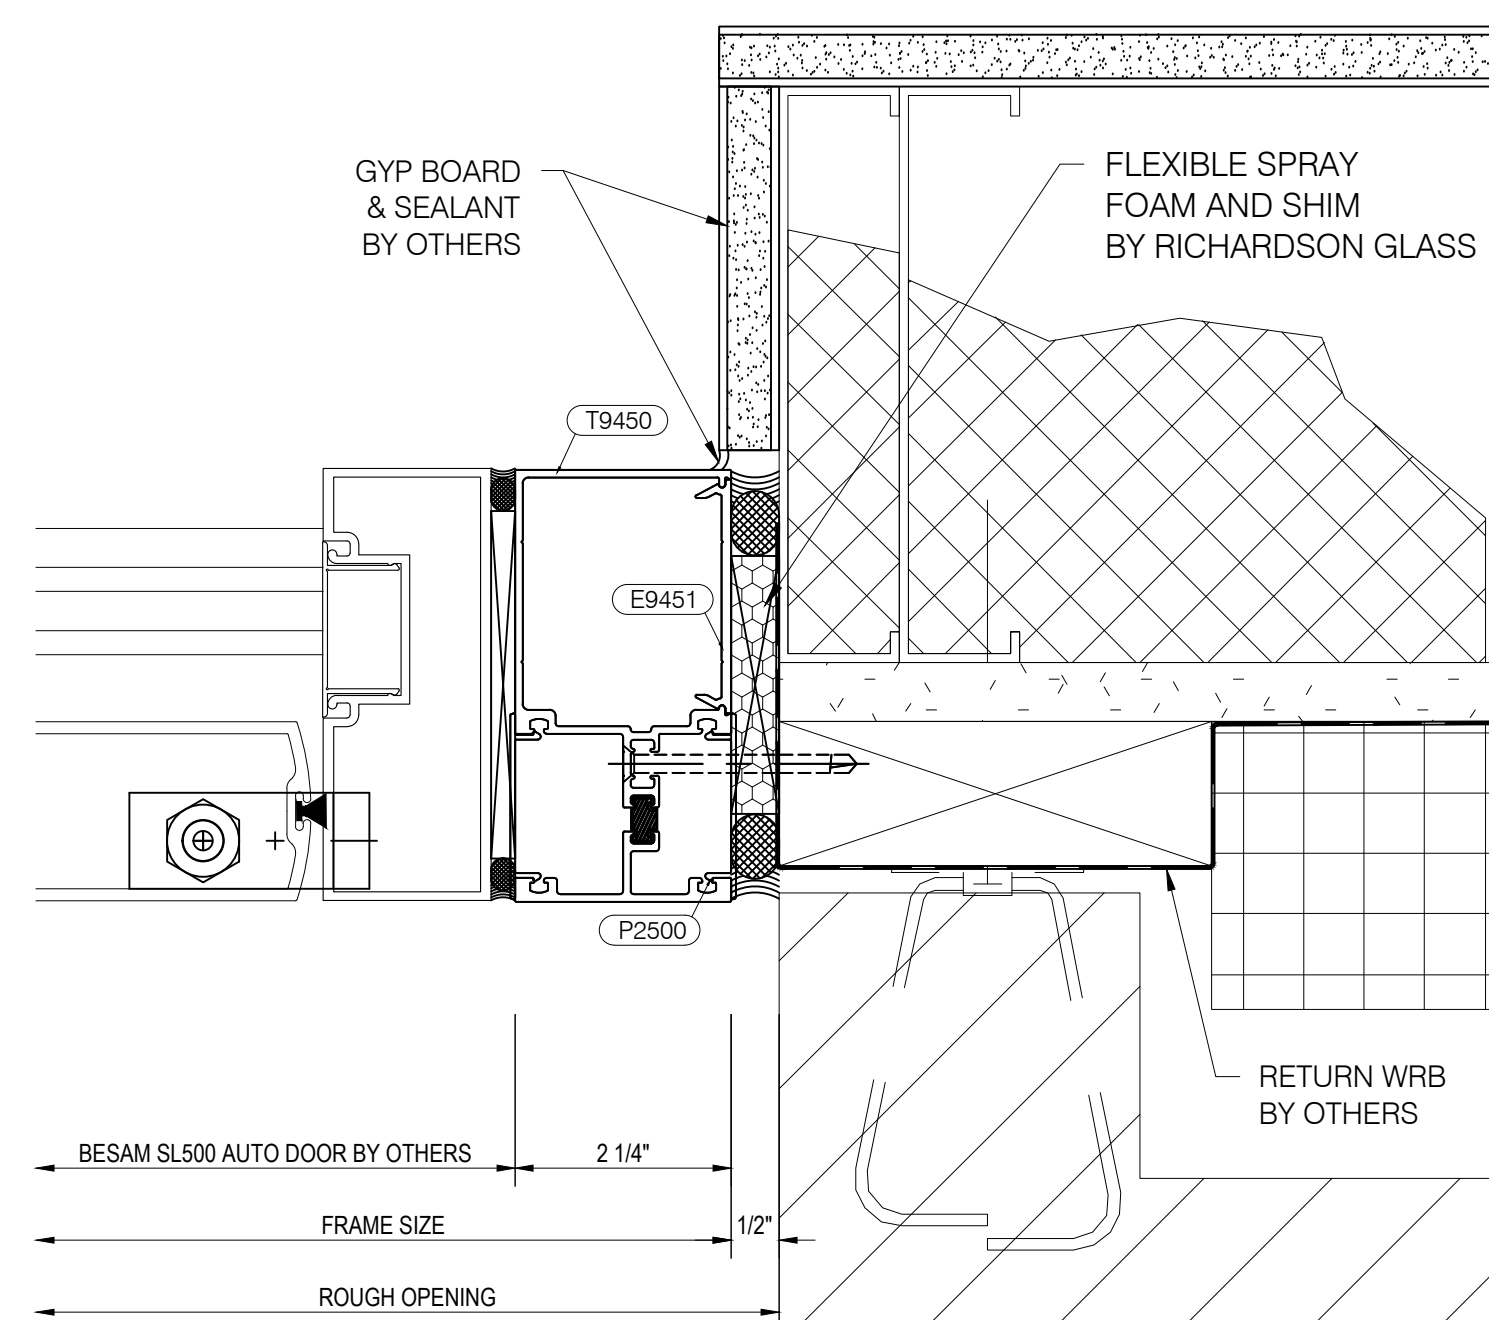 GYP BOARD
& SEALANT
BY OTHERS
FLEXIBLE SPRAY
FOAM AND SHIM
BY RICHARDSON GLASS
T9450
E9451
P2500
RETURN WRB
BY OTHERS
BESAM SL500 AUTO DOOR BY OTHERS
2 1/4"
FRAME SIZE
1/2"
ROUGH OPENING